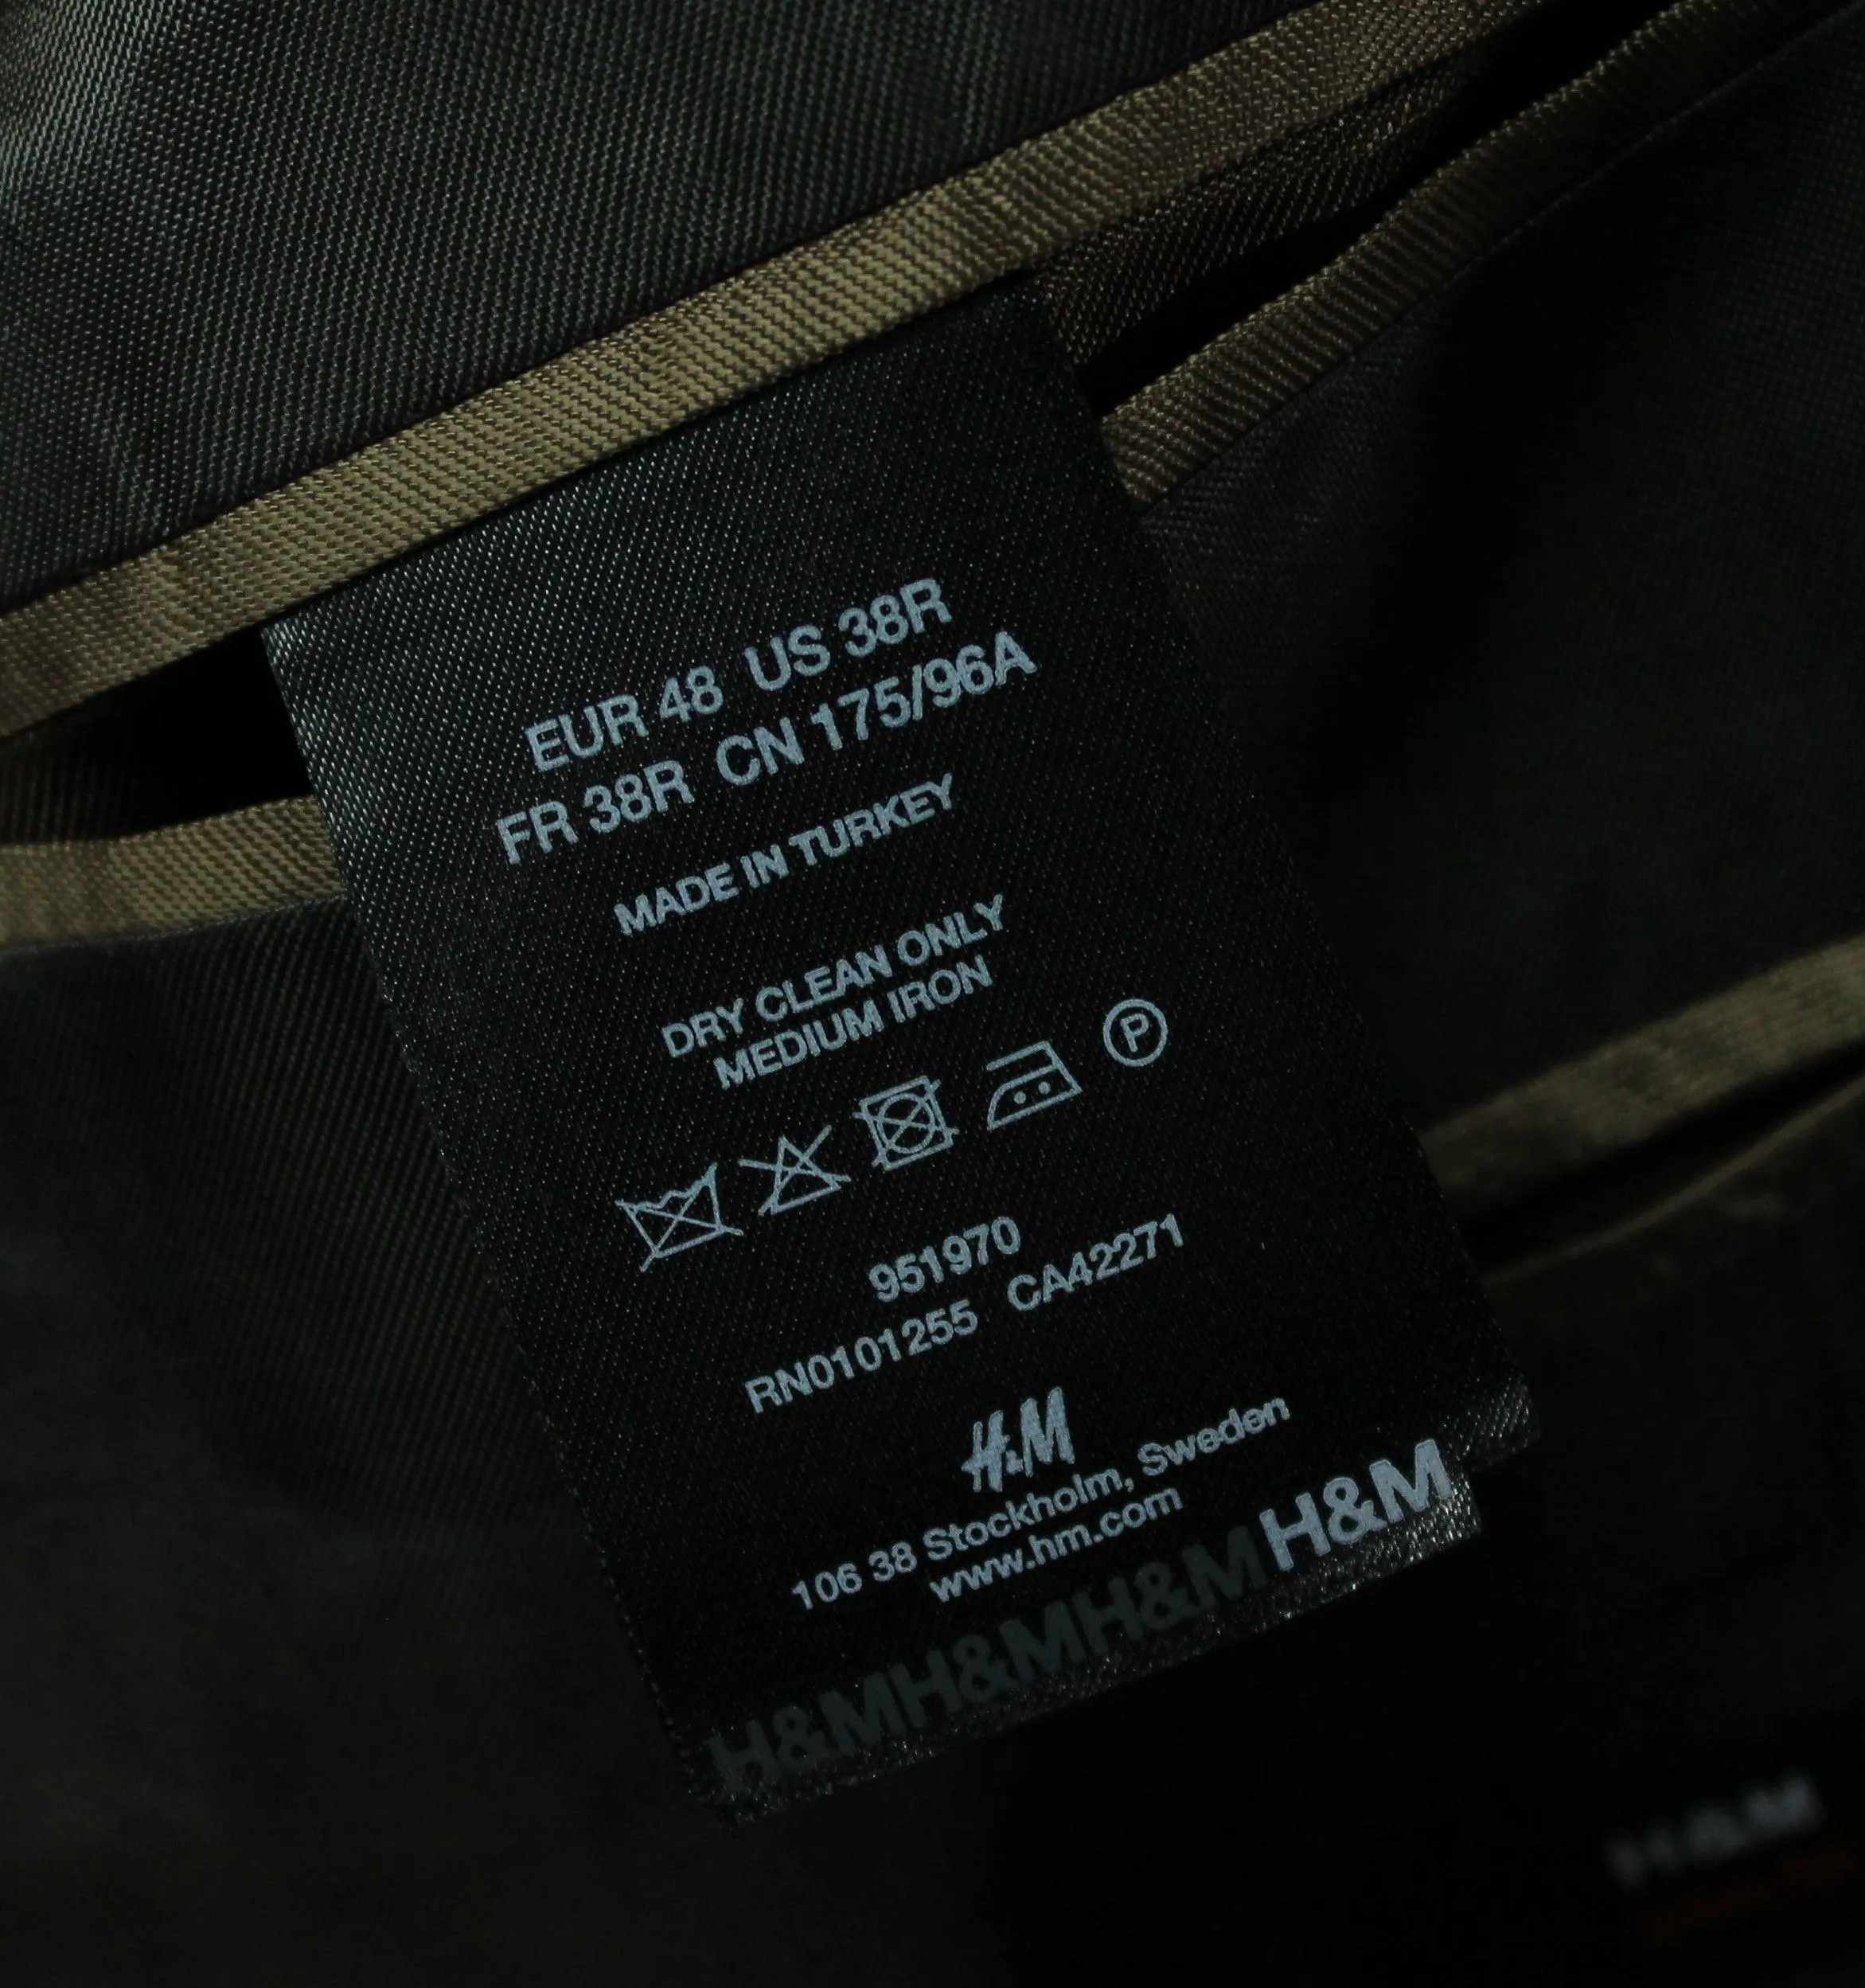 EUR 48 US 38R
FR 38R CN 175/96A
MADE IN TURKEY
DRY CLEAN ONLY
MEDIUM IRON
P
951970
RN0101255 CA42271
H&M
106 38 Stockholm, Sweden
www.hm.com
H&MH&MH&MH&M
H&M